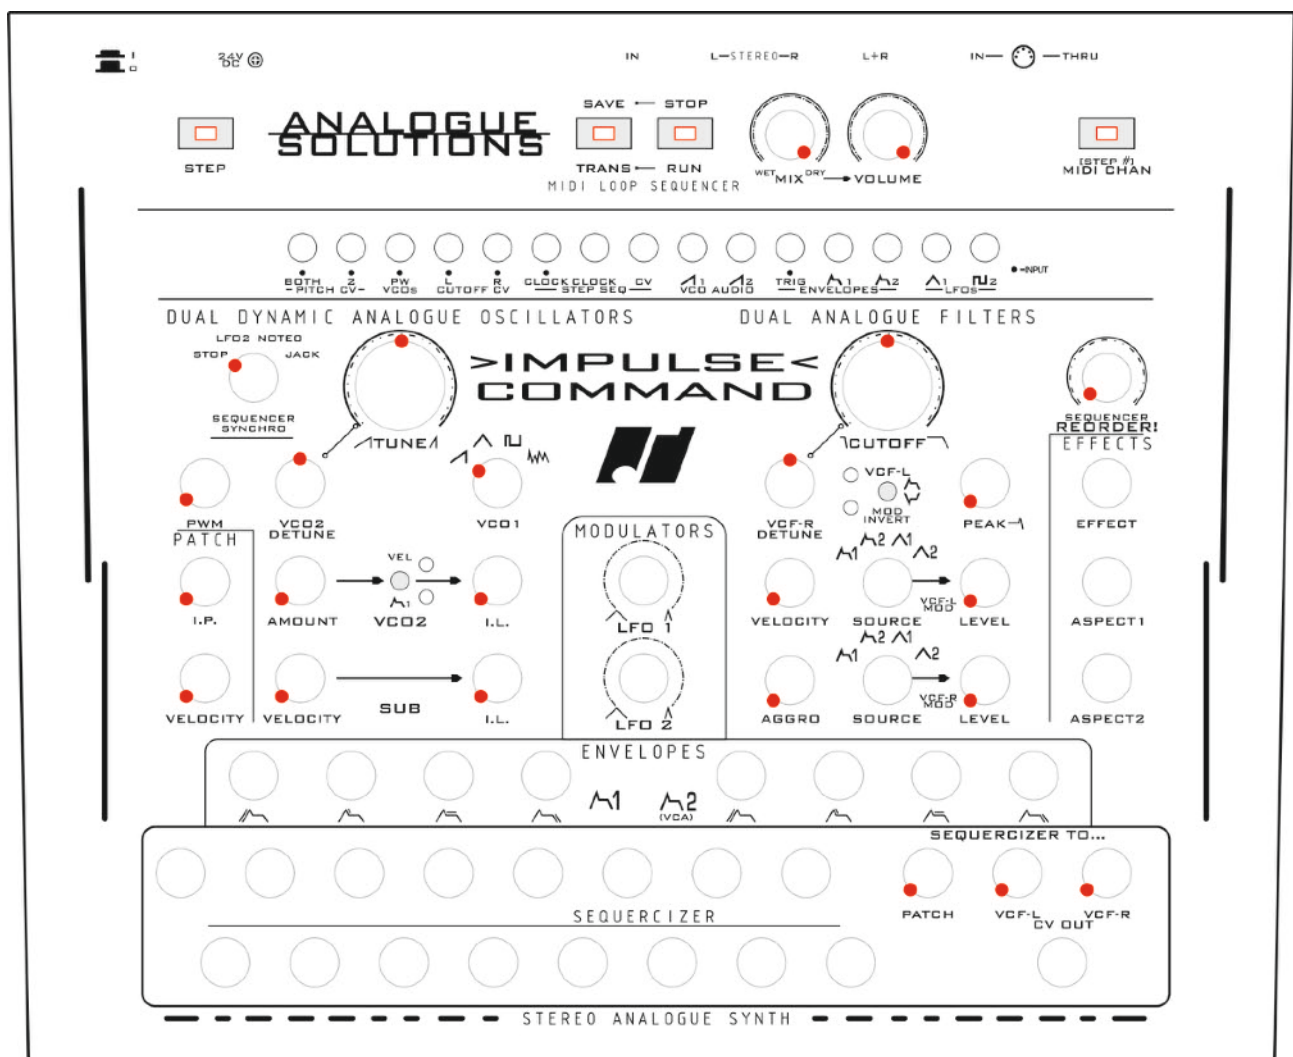 I
O
24V
DC
IN
L—STEREO—R
L+R
IN—
—THRU
ANALOGUE
SOLUTIONS
SAVE ← STOP
STEP
TRANS ← RUN
MIDI LOOP SEQUENCER
WET MIX DRY → VOLUME
[STEP #]
MIDI CHAN
BOTH 2 PW L R CLOCK CLOCK CV 1 2 TRIG 1 2 1 2
-PITCH CV- VCOs CUTOFF CV STEP SEQ VCO AUDIO ENVELOPES LFOs
=INPUT
DUAL DYNAMIC ANALOGUE OSCILLATORS
DUAL ANALOGUE FILTERS
LFO2 NOTEO
STOP JACK
SEQUENCER
SYNCHRO
TUNE
>IMPULSE<
COMMAND
CUTOFF
SEQUENCER
REORDER!
EFFECTS
PWM
VCO2
DETUNE
VCO1
VCF-R
DETUNE
VCF-L
MOD
INVERT
PEAK
EFFECT
PATCH
MODULATORS
I.P.
AMOUNT
VEL
1
VCO2
I.L.
LFO 1
VELOCITY
1 2 1 2
SOURCE
VCF-L
MOD
LEVEL
ASPECT1
VELOCITY
VELOCITY
SUB
I.L.
LFO 2
AGGRO
1 2 1 2
SOURCE
VCF-R
MOD
LEVEL
ASPECT2
ENVELOPES
1 2
(VCA)
SEQUERCIZER TO...
SEQUERCIZER
PATCH
VCF-L
VCF-R
CV OUT
STEREO ANALOGUE SYNTH